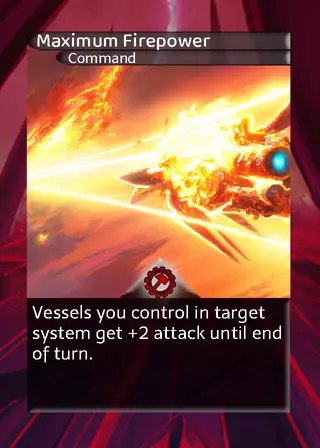 Maximum Firepower
Command
Vessels you control in target
system get +2 attack until end
of turn.